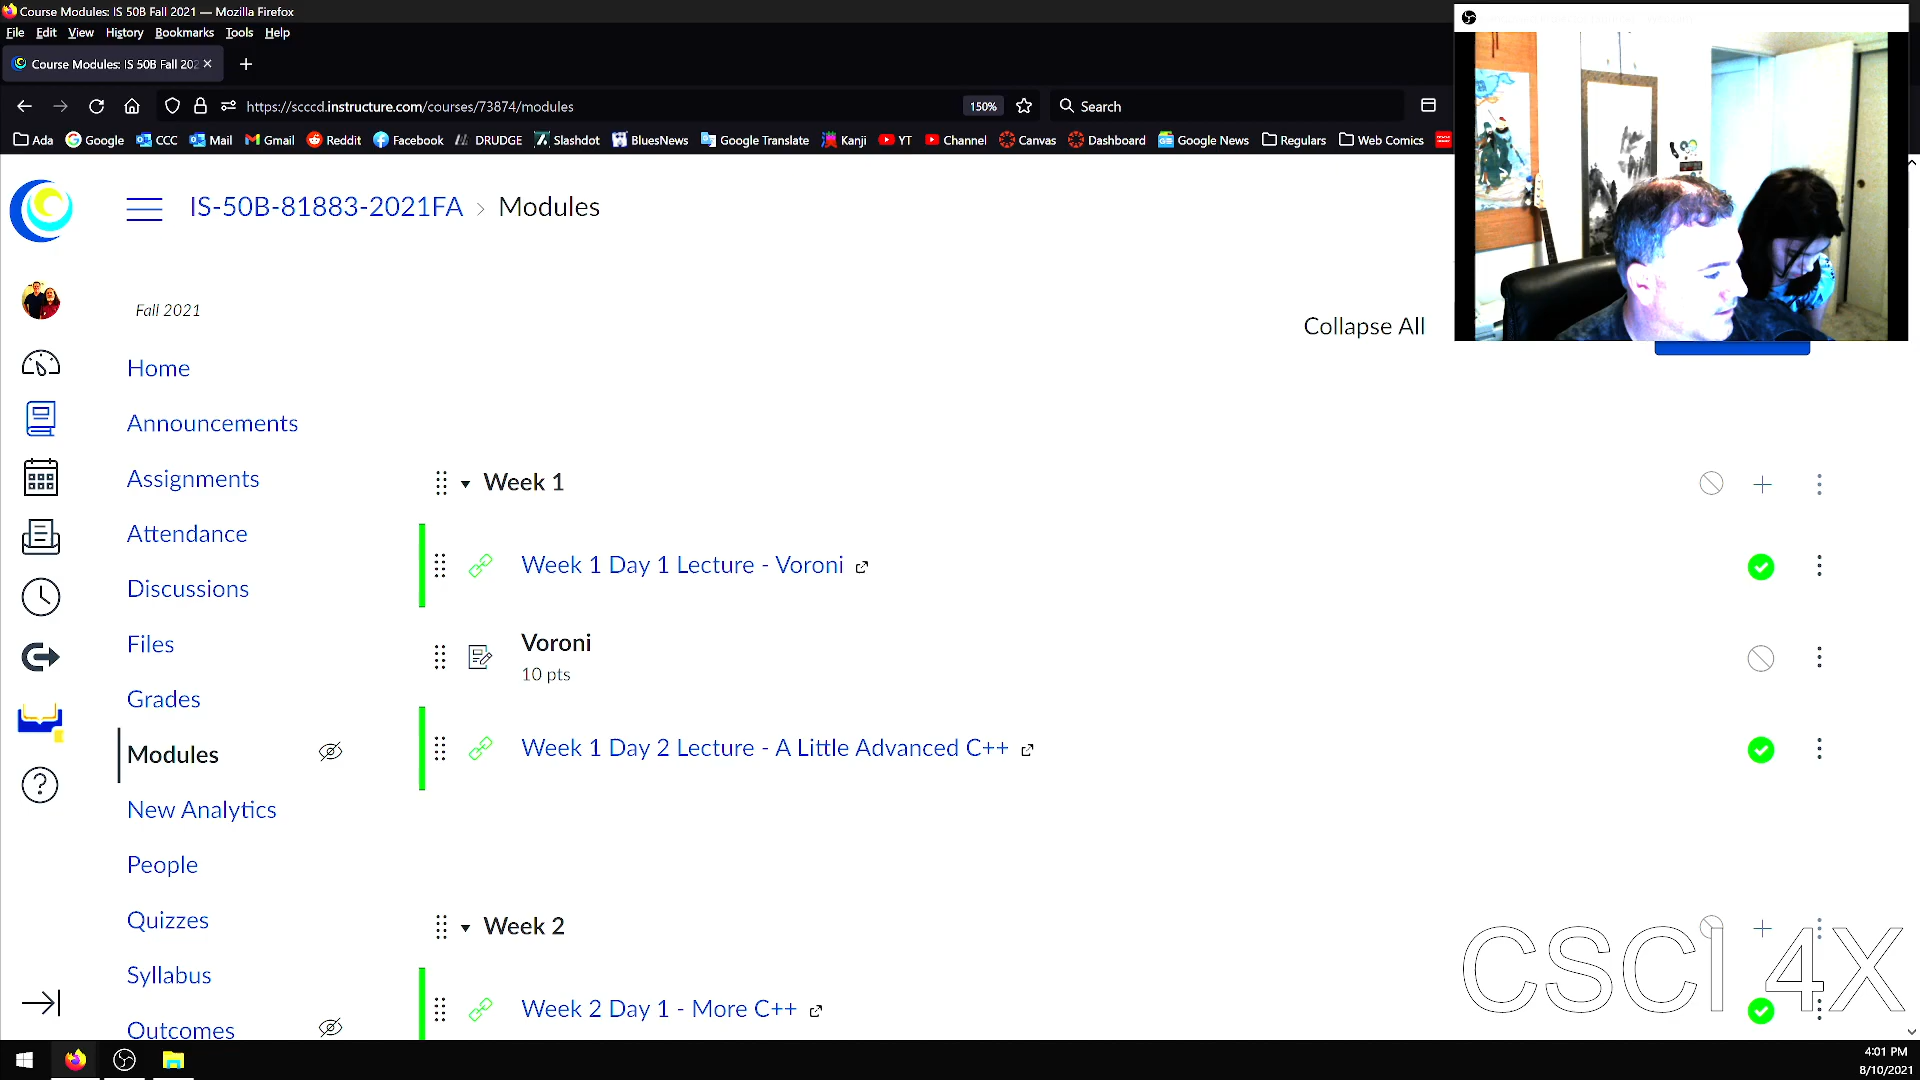 Course Modules: IS 50B Fall 2021 — Mozilla Firefox
File Edit View History Bookmarks Tools Help
Course Modules: IS 50B Fall 202
https://scccd.instructure.com/courses/73874/modules
150%
Search
Ada Google CCC Mail Gmail Reddit Facebook DRUDGE Slashdot BluesNews Google Translate Kanji YT Channel Canvas Dashboard Google News Regulars Web Comics
IS-50B-81883-2021FA > Modules
Fall 2021
Collapse All
Home
Announcements
Assignments
Attendance
Discussions
Files
Grades
Modules
New Analytics
People
Quizzes
Syllabus
Outcomes
Week 1
Week 1 Day 1 Lecture - Voroni
Voroni
10 pts
Week 1 Day 2 Lecture - A Little Advanced C++
Week 2
Week 2 Day 1 - More C++
CSCI 4X
4:01 PM
8/10/2021